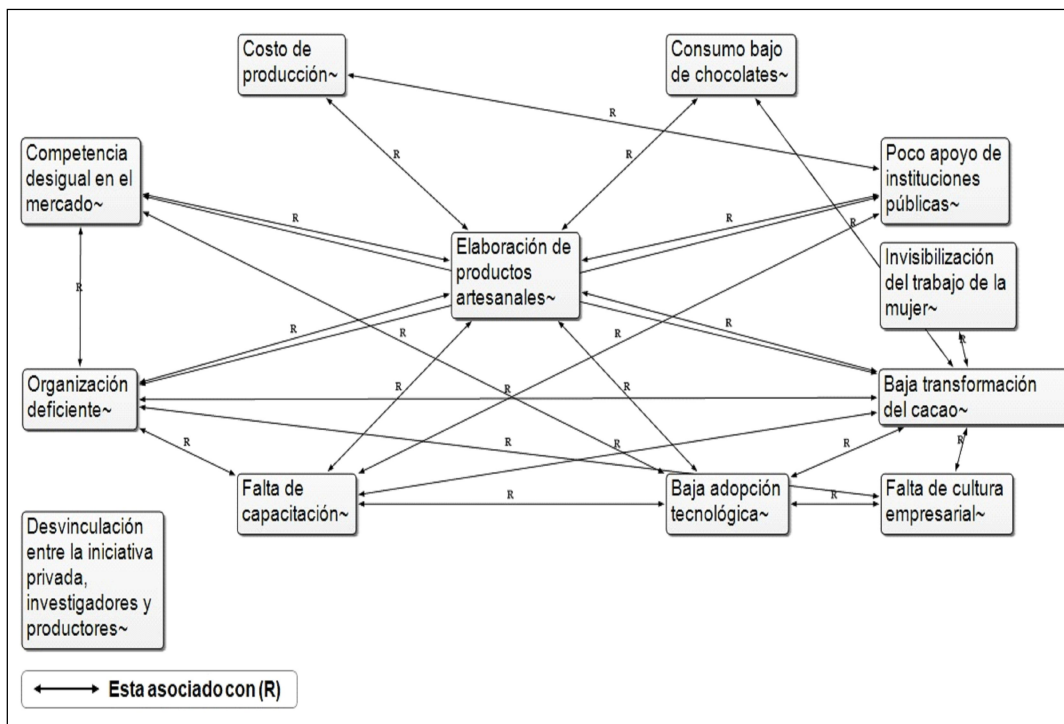 Costo de
producción~
Consumo bajo
de chocolates~
R
Competencia
desigual en el
mercado~
Poco apoyo de
instituciones
públicas~
R
R
R
R
R
Elaboración de
productos
artesanales~
Invisibilización
del trabajo de la
mujer~
R
R
R
R
R
Organización
deficiente~
R
R
R
Baja transformación
del cacao~
R
R
R
R
R
R
Falta de
capacitación~
R
Baja adopción
tecnológica~
R
Falta de cultura
empresarial~
Desvinculación
entre la iniciativa
privada,
investigadores y
productores~
Esta asociado con (R)